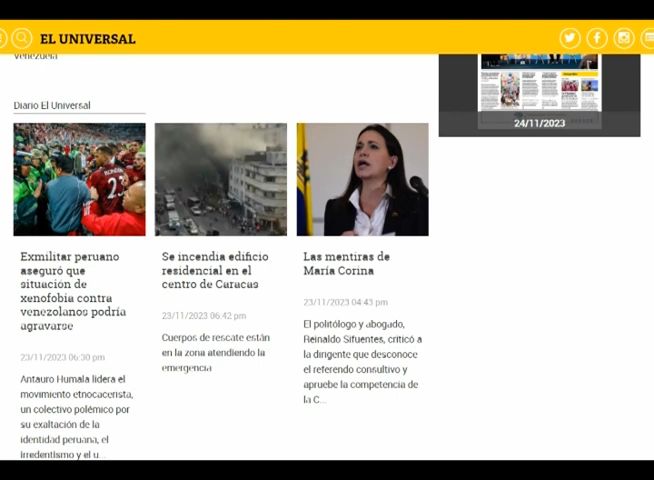 EL UNIVERSAL
Venezuela
24/11/2023
Diario El Universal
23
Exmilitar peruano
aseguró que
situación de
xenofobia contra
venezolanos podría
agravarse
23/11/2023 06:30 pm
Antauro Humala lidera el
movimiento etnocacerista,
un colectivo polémico por
su exaltación de la
identidad peruana, el
irredentismo y el u...
Se incendia edificio
residencial en el
centro de Caracas
23/11/2023 06:42 pm
Cuerpos de rescate están
en la zona atendiendo la
emergencia
Las mentiras de
María Corina
23/11/2023 04:43 pm
El politólogo y abogado,
Reinaldo Sifuentes, criticó a
la dirigente que desconoce
el referendo consultivo y
apruebe la competencia de
la C...